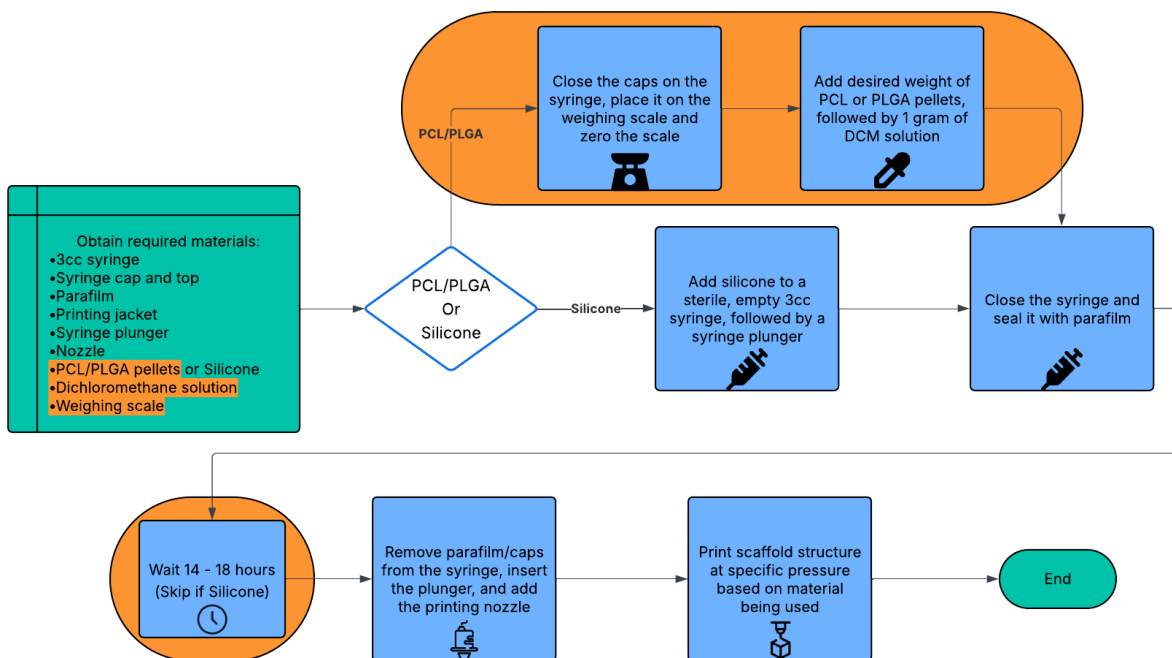 Close the caps on the
syringe, place it on the
weighing scale and
zero the scale
Add desired weight of
PCL or PLGA pellets,
followed by 1 gram of
DCM solution
PCL/PLGA
Obtain required materials:
•3cc syringe
•Syringe cap and top
•Parafilm
•Printing jacket
•Syringe plunger
•Nozzle
•PCL/PLGA pellets or Silicone
•Dichloromethane solution
•Weighing scale
PCL/PLGA
Or
Silicone
Silicone
Add silicone to a
sterile, empty 3cc
syringe, followed by a
syringe plunger
Close the syringe and
seal it with parafilm
Wait 14 - 18 hours
(Skip if Silicone)
Remove parafilm/caps
from the syringe, insert
the plunger, and add
the printing nozzle
Print scaffold structure
at specific pressure
based on material
being used
End